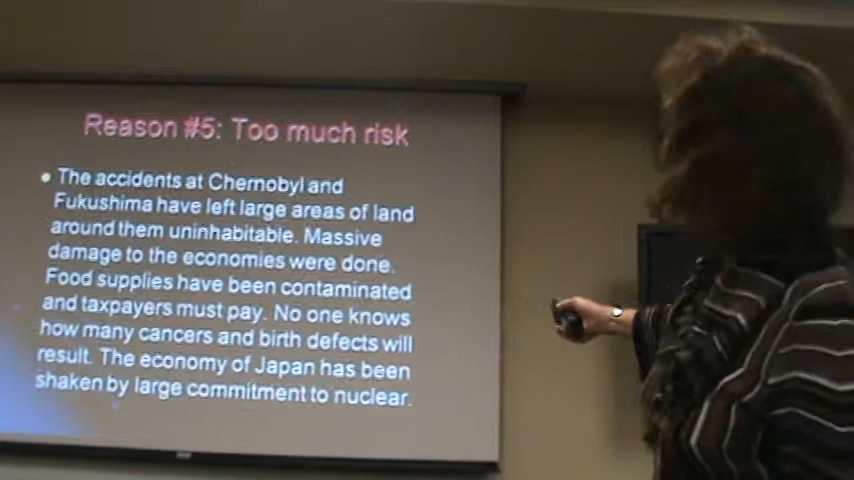 Reason #5: Too much risk
The accidents at Chernobyl and
Fukushima have left large areas of land
around them uninhabitable. Massive
damage to the economies were done.
Food supplies have been contaminated
and taxpayers must pay. No one knows
how many cancers and birth defects will
result. The economy of Japan has been
shaken by large commitment to nuclear.